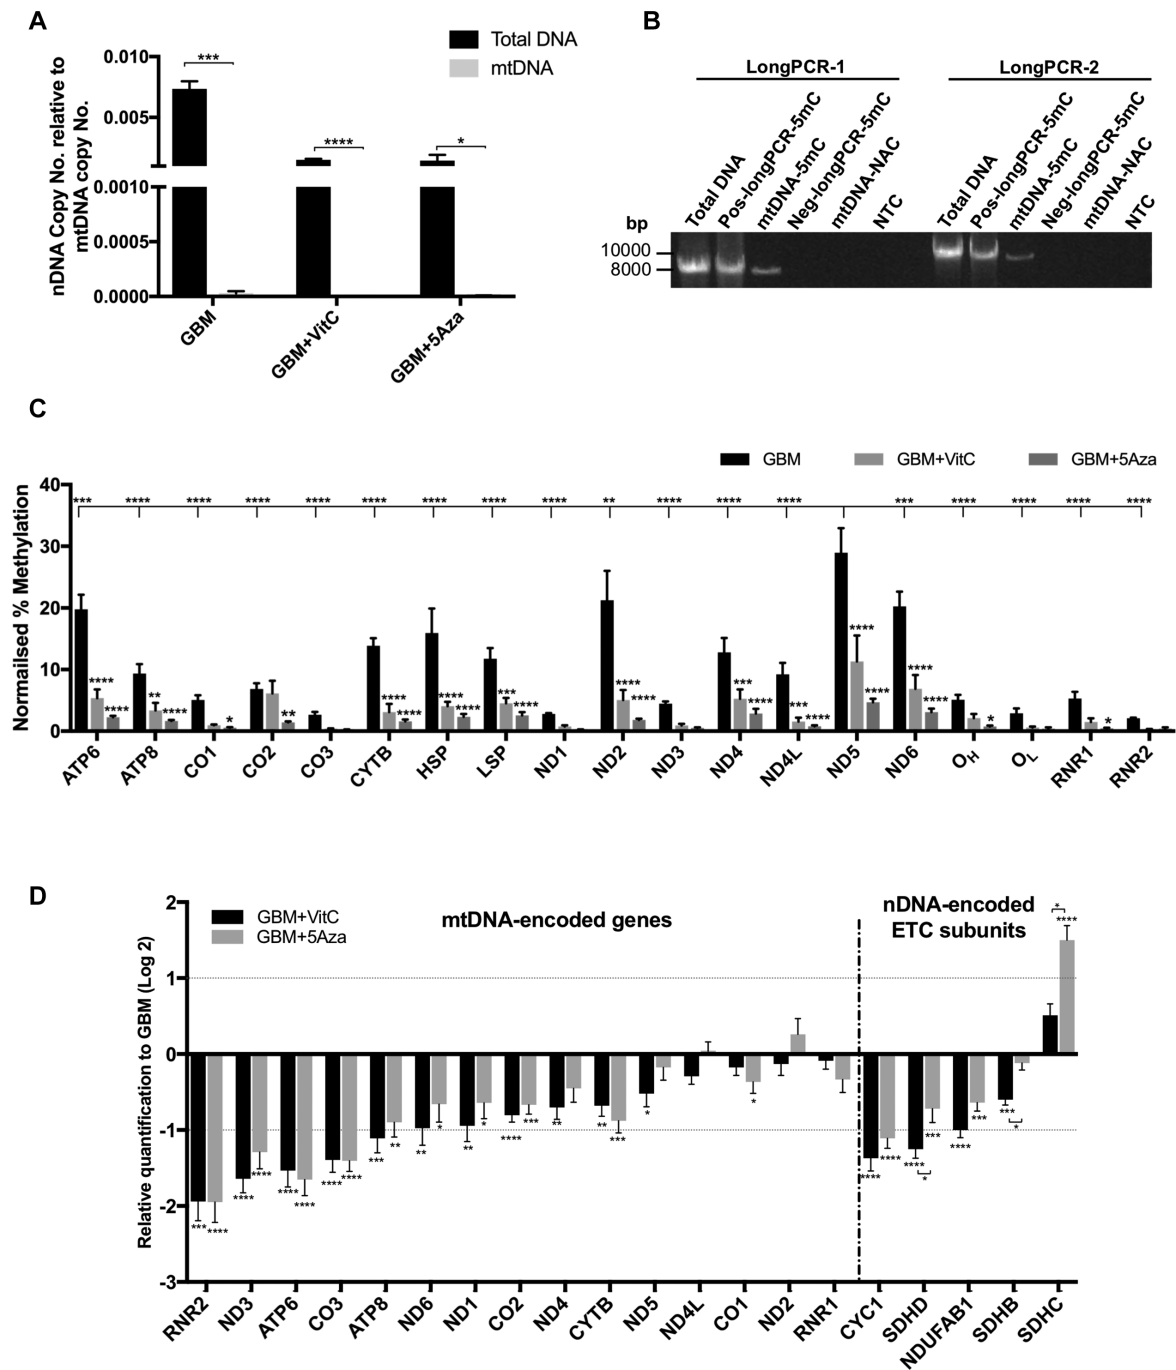 A
nDNA Copy No. relative to
mtDNA copy No.
0.010
0.005
0.0010
0.0005
0.0000
***
****
*
Total DNA
mtDNA
GBM
GBM+VitC
GBM+5Aza
B
LongPCR-1
LongPCR-2
Total DNA
Pos-longPCR-5mC
mtDNA-5mC
Neg-longPCR-5mC
mtDNA-NAC
NTC
Total DNA
Pos-longPCR-5mC
mtDNA-5mC
Neg-longPCR-5mC
mtDNA-NAC
NTC
bp
10000
8000
C
GBM
GBM+VitC
GBM+5Aza
Normailsed % Methylation
40
30
20
10
0
*** **** **** **** **** **** **** **** **** ** **** **** **** *** **** **** **** ****
**** **** ** **** * ** **** **** **** **** *** **** **** **** *** **** *** **** **** **** **** **** * *
ATP6
ATP8
CO1
CO2
CO3
CYTB
HSP
LSP
ND1
ND2
ND3
ND4
ND4L
ND5
ND6
OH
OL
RNR1
RNR2
D
GBM+VitC
GBM+5Aza
mtDNA-encoded genes
nDNA-encoded
ETC subunits
Relative quantification to GBM (Log 2)
2
1
0
-1
-2
-3
* ****
*** **** **** **** **** **** **** **** *** ** ** * ** * **** *** ** ** *** * * **** **** **** *** * **** *** *** *
RNR2
ND3
ATP6
CO3
ATP8
ND6
ND1
CO2
ND4
CYTB
ND5
ND4L
CO1
ND2
RNR1
CYC1
SDHD
NDUFAB1
SDHB
SDHC